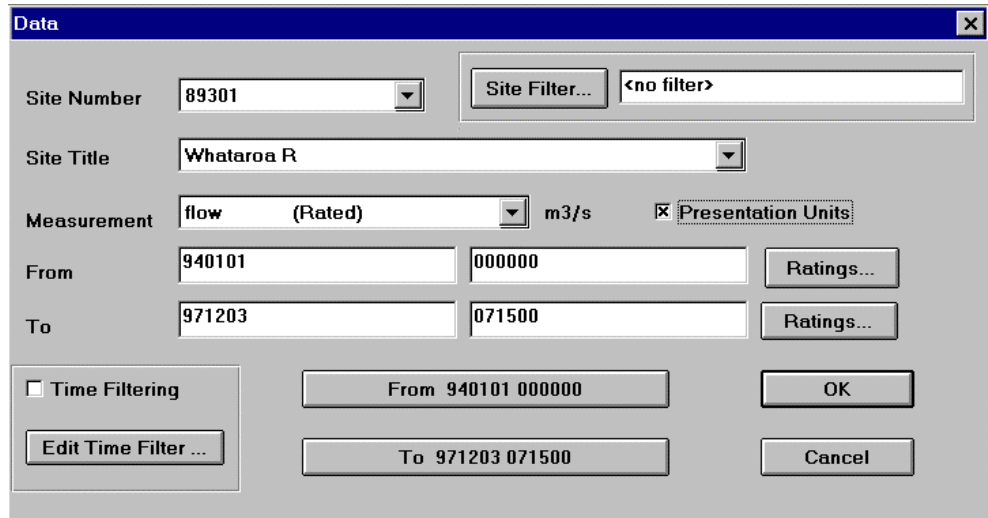 Data
Site Filter... <no filter>
Site Number 89301
Site Title Whataroa R
Measurement flow (Rated) m3/s Presentation Units
From 940101 000000 Ratings...
To 971203 071500 Ratings...
Time Filtering From 940101 000000 OK
Edit Time Filter ... To 971203 071500 Cancel